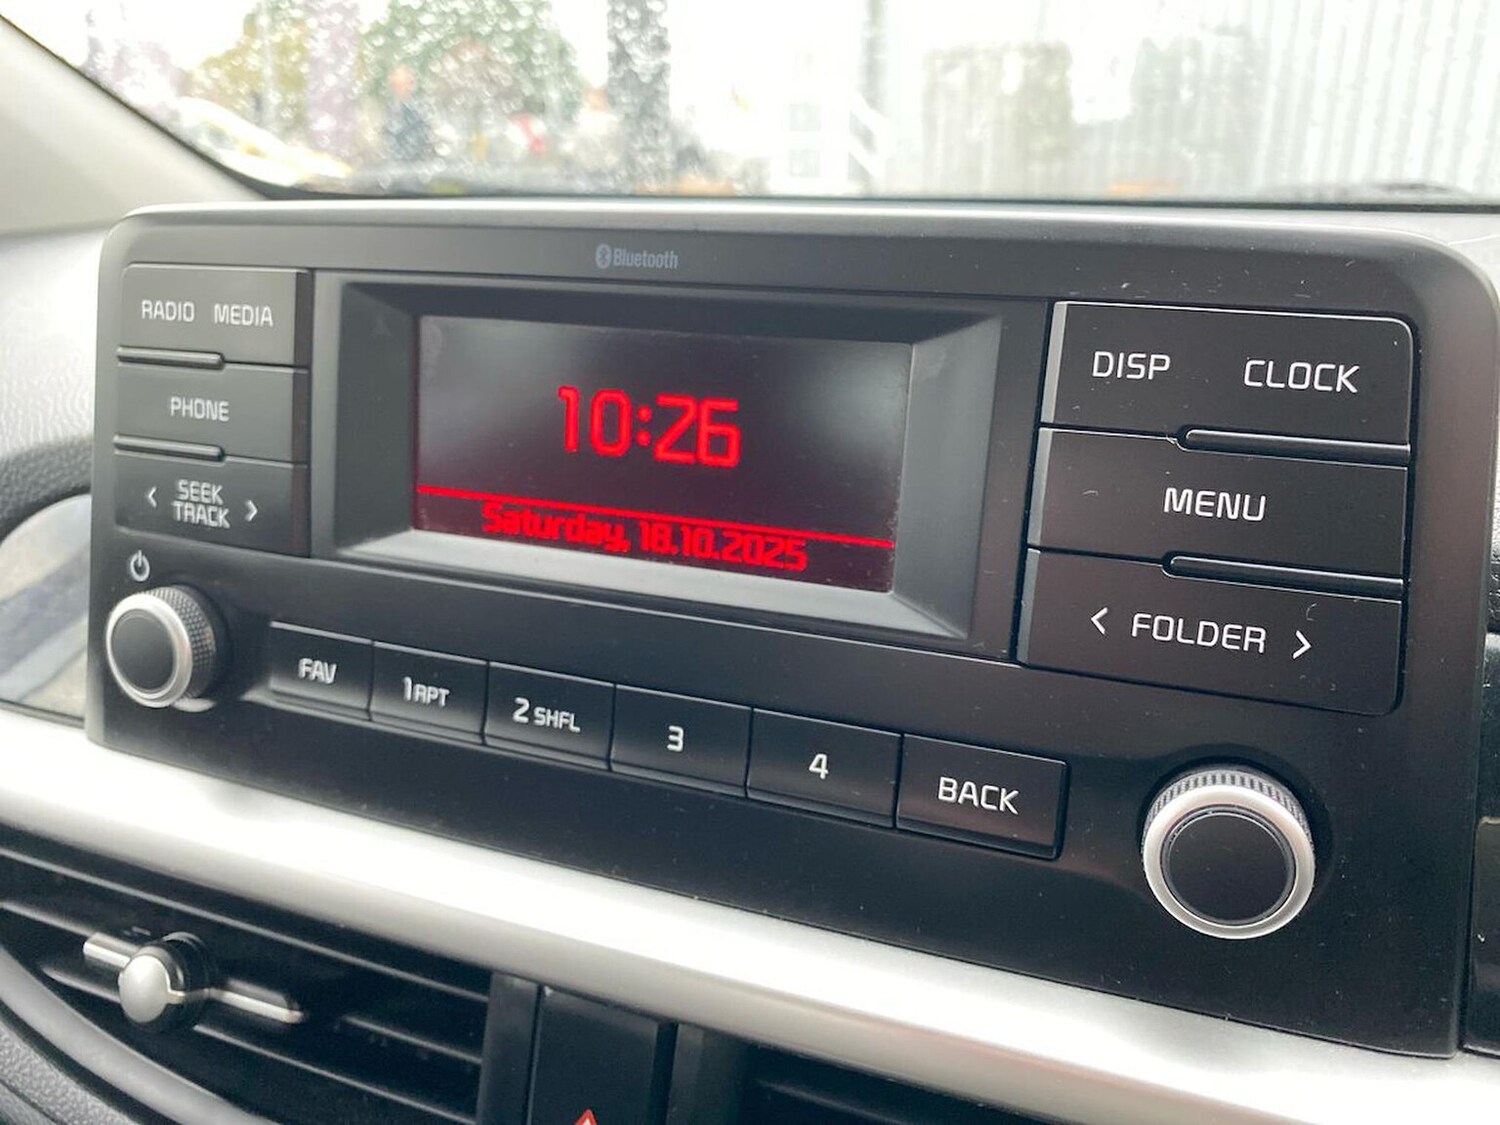 Bluetooth
RADIO MEDIA
PHONE
< SEEK TRACK >
10:26
Saturday, 18.10.2025
DISP CLOCK
MENU
< FOLDER >
FAV
1 RPT
2 SHFL
3
4
BACK